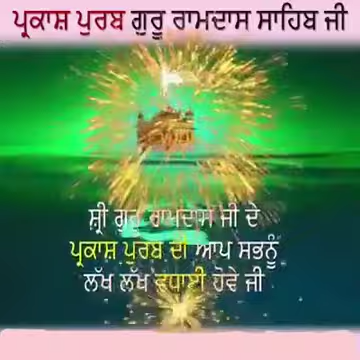 ਪ੍ਰਕਾਸ਼ ਪੁਰਬ ਗੁਰੂ ਰਾਮਦਾਸ ਸਾਹਿਬ ਜੀ
ਸ਼੍ਰੀ ਗੁਰੂ ਰਾਮਦਾਸ ਜੀ ਦੇ
ਪ੍ਰਕਾਸ਼ ਪੁਰਬ ਦੀ ਆਪ ਸਭਨੂੰ
ਲੱਖ ਲੱਖ ਵਧਾਈ ਹੋਵੇ ਜੀ